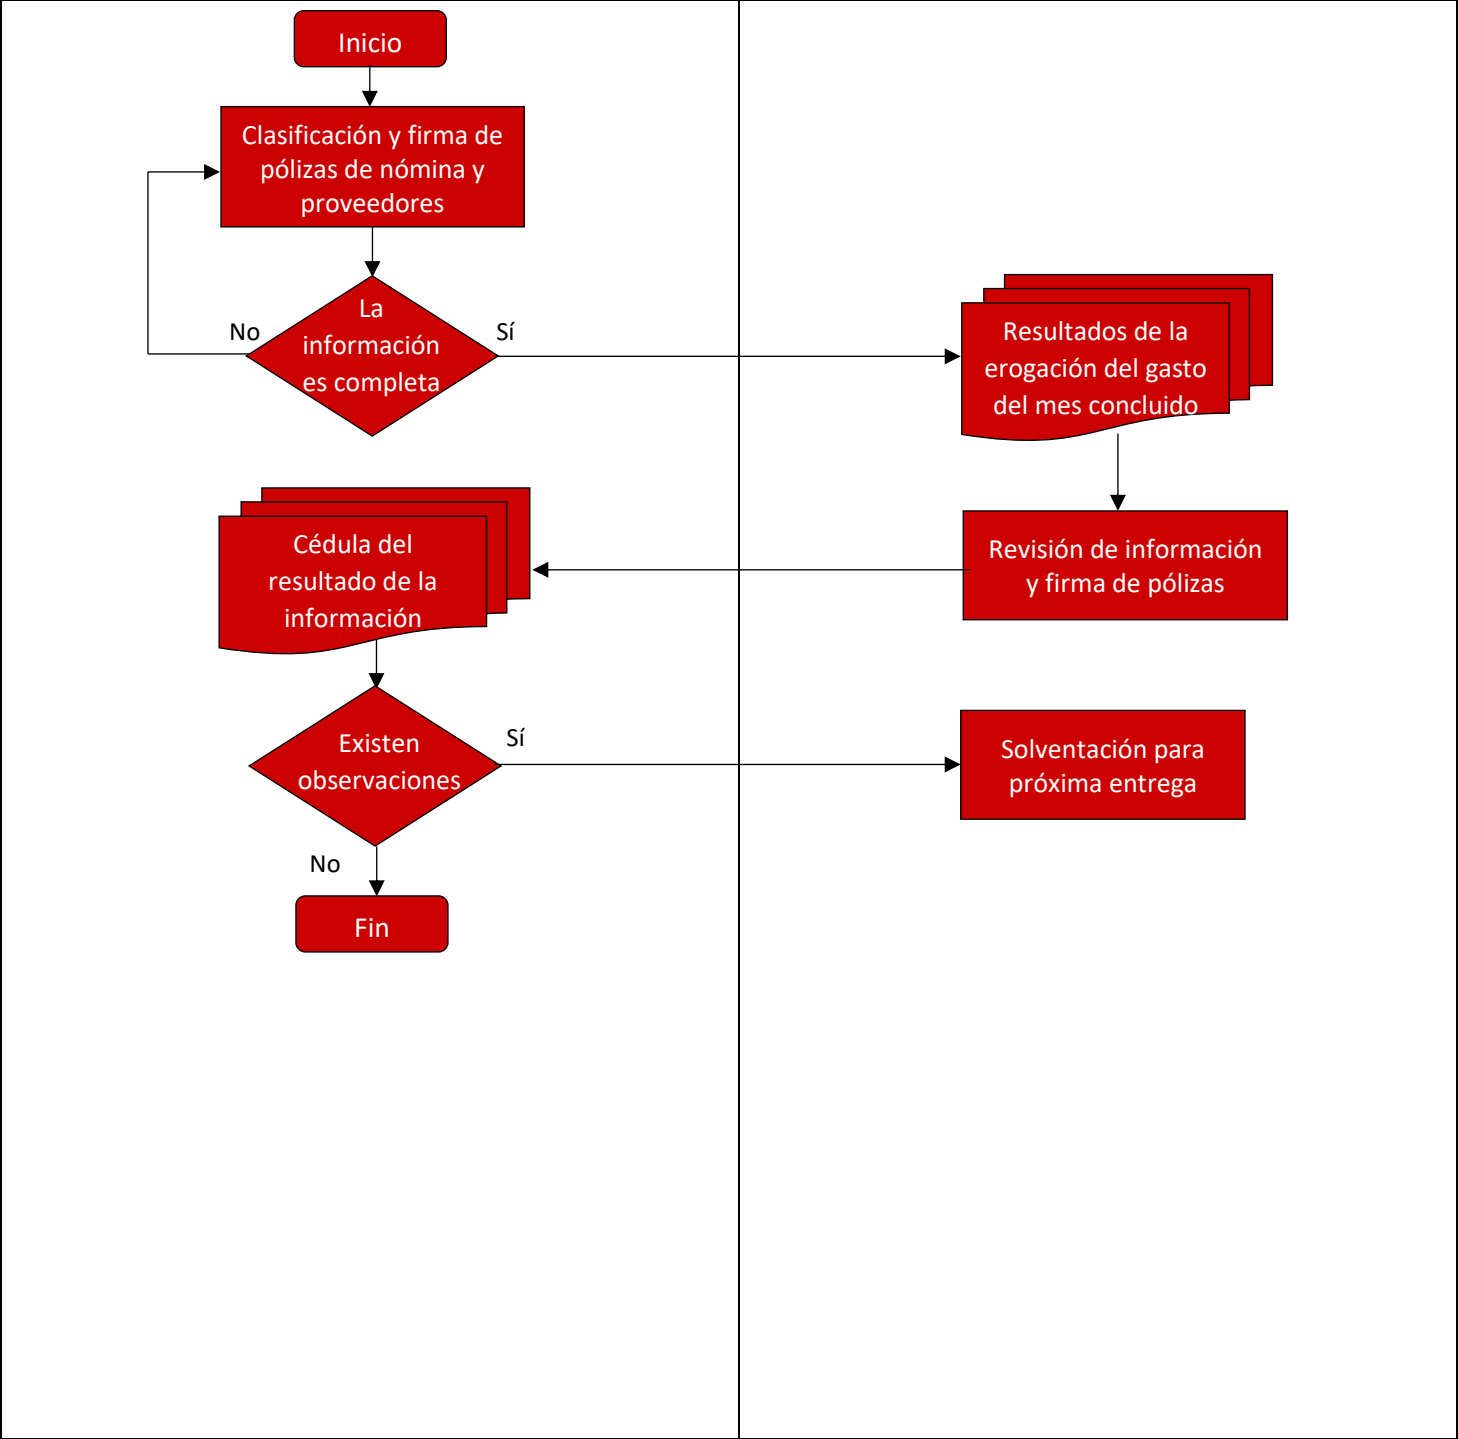 Inicio
Clasificación y firma de
pólizas de nómina y
proveedores
La
información
es completa
No
Sí
Resultados de la
erogación del gasto
del mes concluido
Revisión de información
y firma de pólizas
Cédula del
resultado de la
información
Existen
observaciones
Sí
Solventación para
próxima entrega
No
Fin